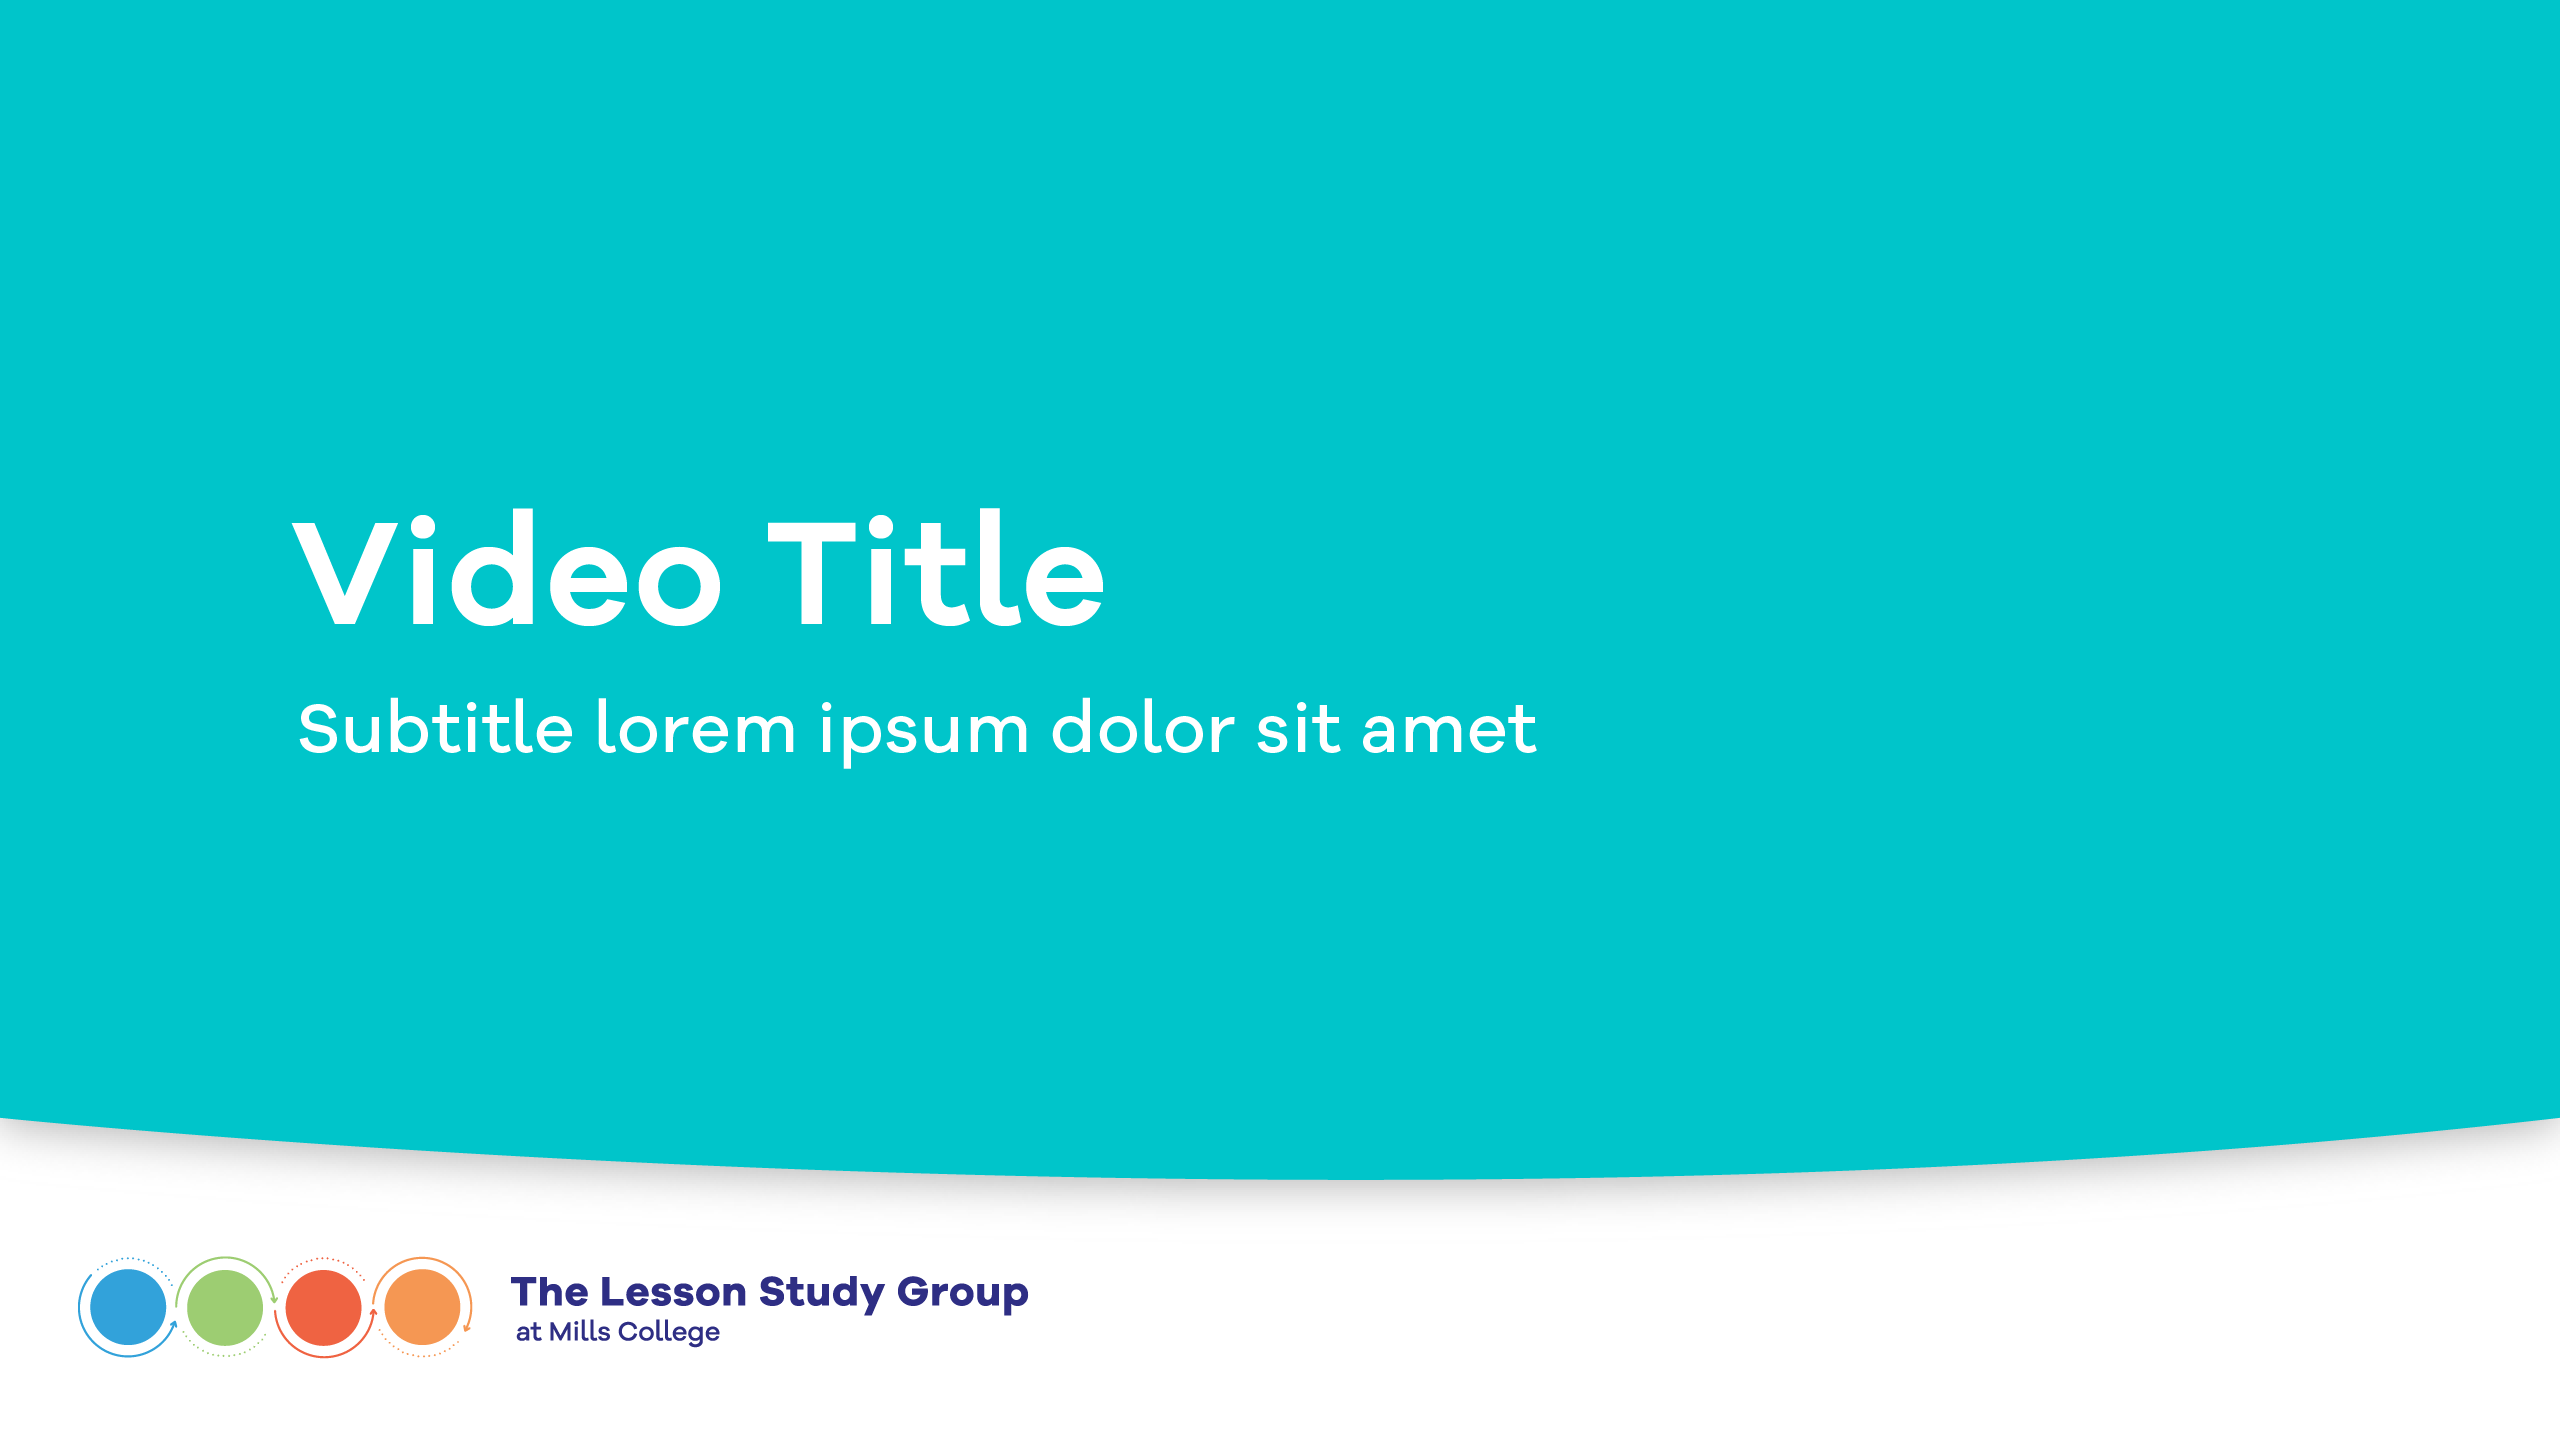 Video Title
Subtitle lorem ipsum dolor sit amet
The Lesson Study Group
at Mills College